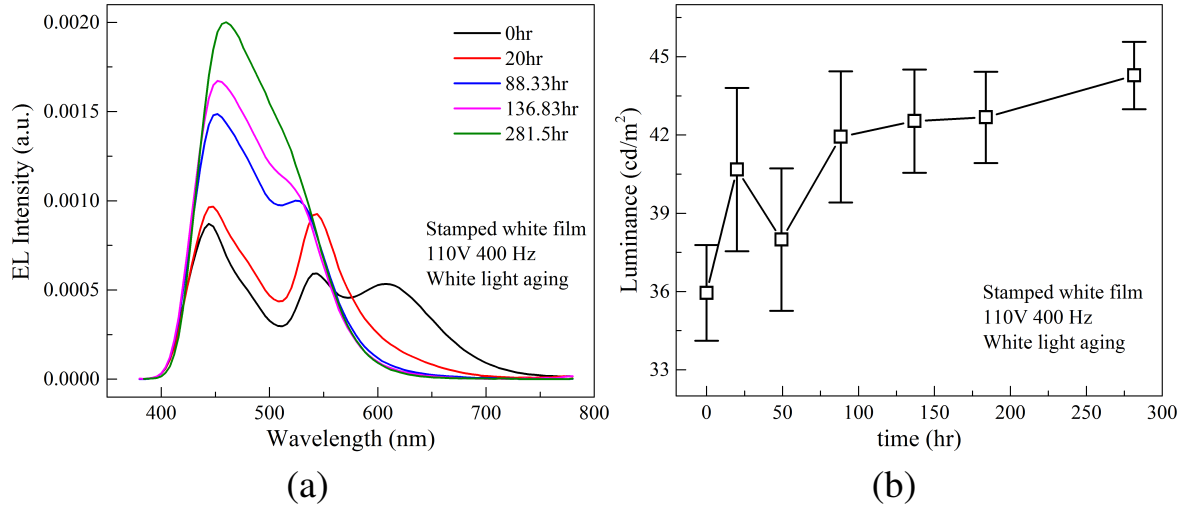 EL Intensity (a.u.)
0.0020
0.0015
0.0010
0.0005
0.0000
0hr
20hr
88.33hr
136.83hr
281.5hr
Stamped white film
110V 400 Hz
White light aging
400 500 600 700 800
Wavelength (nm)
(a)
Luminance (cd/m²)
45
42
39
36
33
Stamped white film
110V 400 Hz
White light aging
0 50 100 150 200 250 300
time (hr)
(b)